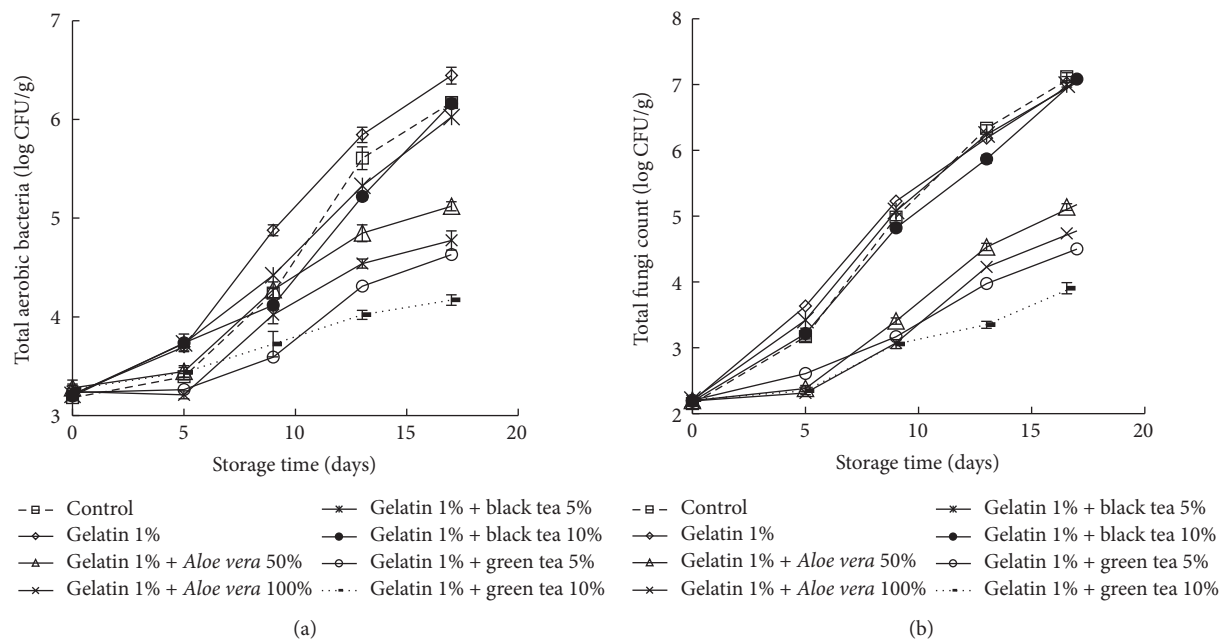 7
6
5
4
3
Total aerobic bacteria (log CFU/g)
0 5 10 15 20
Storage time (days)
Control
Gelatin 1%
Gelatin 1% + Aloe vera 50%
Gelatin 1% + Aloe vera 100%
Gelatin 1% + black tea 5%
Gelatin 1% + black tea 10%
Gelatin 1% + green tea 5%
Gelatin 1% + green tea 10%
(a)
8
7
6
5
4
3
2
Total fungi count (log CFU/g)
0 5 10 15 20
Storage time (days)
Control
Gelatin 1%
Gelatin 1% + Aloe vera 50%
Gelatin 1% + Aloe vera 100%
Gelatin 1% + black tea 5%
Gelatin 1% + black tea 10%
Gelatin 1% + green tea 5%
Gelatin 1% + green tea 10%
(b)